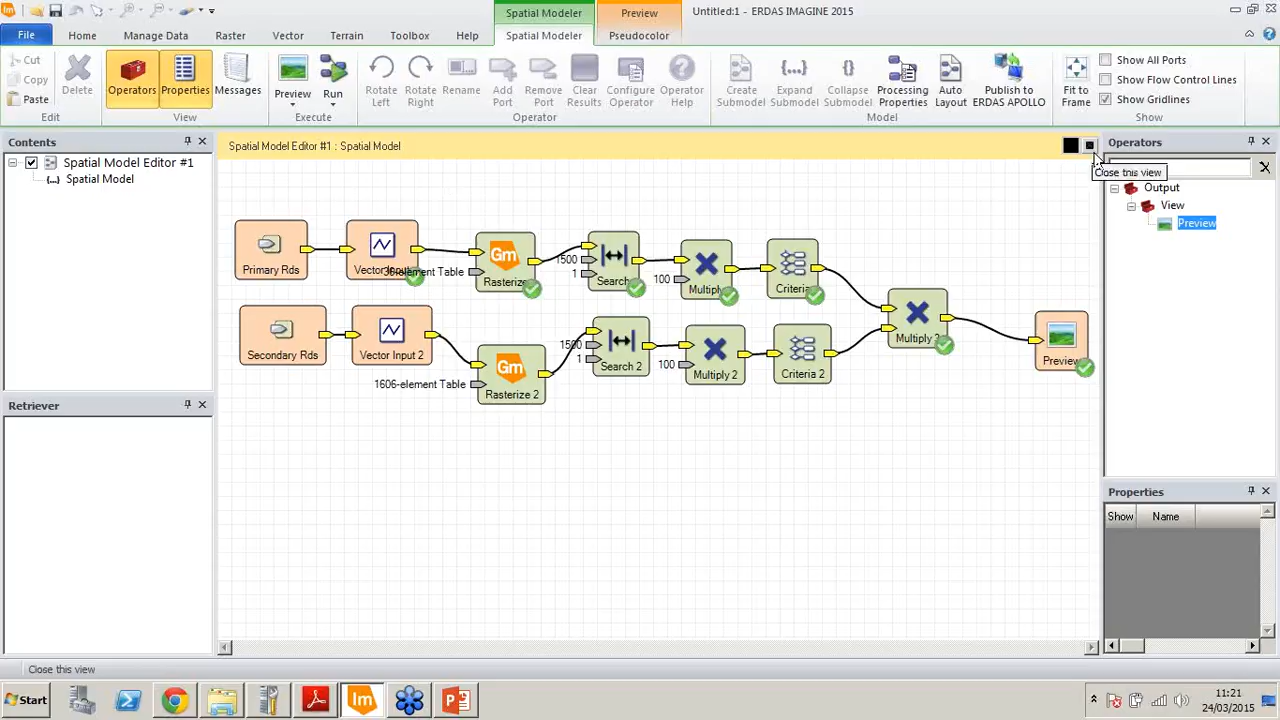 Spatial Modeler
Preview
Untitled:1 - ERDAS IMAGINE 2015
File
Home
Manage Data
Raster
Vector
Terrain
Toolbox
Help
Spatial Modeler
Pseudocolor
Cut
Copy
Paste
Edit
Delete
Operators
Properties
Messages
View
Preview
Run
Execute
Rotate Left
Rotate Right
Rename
Add Port
Remove Port
Clear Results
Configure Operator
Operator Help
Operator
Create Submodel
Expand Submodel
Collapse Submodel
Processing Properties
Auto Layout
Publish to ERDAS APOLLO
Model
Fit to Frame
Show All Ports
Show Flow Control Lines
Show Gridlines
Show
Contents
Spatial Model Editor #1
{...} Spatial Model
Retriever
Spatial Model Editor #1 : Spatial Model
Close this view
Primary Rds
Vector
-element Table
Gm
Rasterize
1500
1
Search
100
Multiply
Criteria
Secondary Rds
Vector Input 2
1606-element Table
Gm
Rasterize 2
1500
1
Search 2
100
Multiply 2
Criteria 2
Multiply 3
Preview
Operators
Output
View
Preview
Properties
Show
Name
Close this view
Start
Im
11:21
24/03/2015